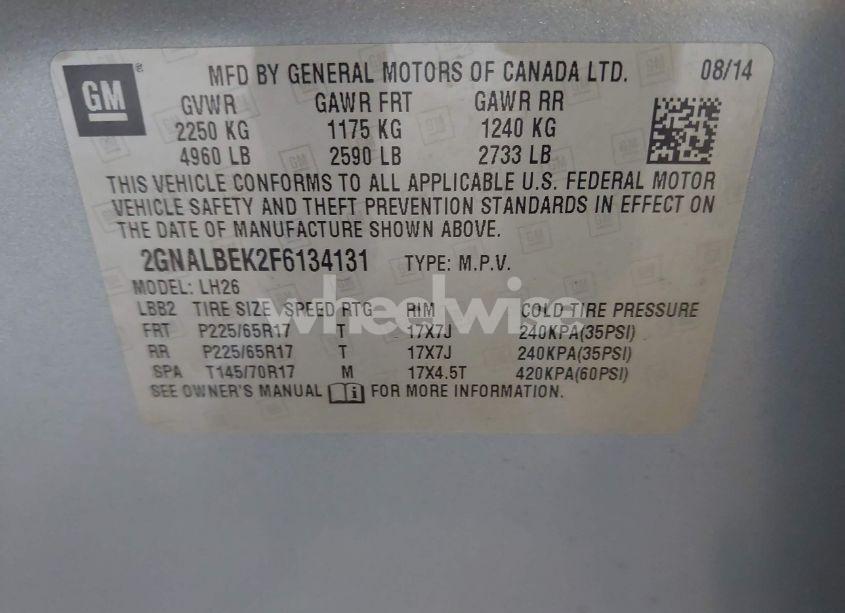 GM ® MFD BY GENERAL MOTORS OF CANADA LTD. 08/14
GVWR GAWR FRT GAWR RR
2250 KG 1175 KG 1240 KG
4960 LB 2590 LB 2733 LB
THIS VEHICLE CONFORMS TO ALL APPLICABLE U.S. FEDERAL MOTOR
VEHICLE SAFETY AND THEFT PREVENTION STANDARDS IN EFFECT ON
THE DATE OF MANUFACTURE SHOWN ABOVE.
2GNALBEK2F6134131 TYPE: M.P.V.
MODEL: LH26
wheelwise
LBB2 TIRE SIZE SPEED RTG RIM COLD TIRE PRESSURE
FRT P225/65R17 T 17X7J 240KPA(35PSI)
RR P225/65R17 T 17X7J 240KPA(35PSI)
SPA T145/70R17 M 17X4.5T 420KPA(60PSI)
SEE OWNER'S MANUAL i FOR MORE INFORMATION.